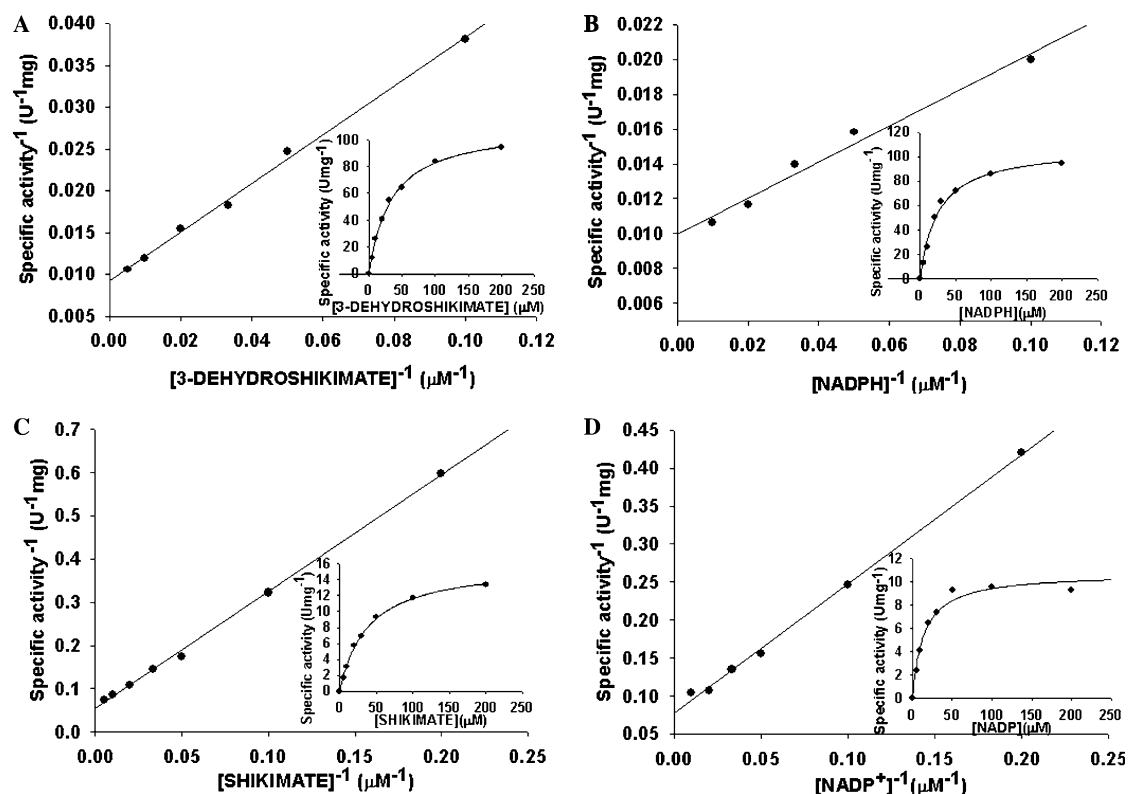 A
Specific activity-1 (U-1mg)
0.040
0.035
0.030
0.025
0.020
0.015
0.010
0.005
0.00 0.02 0.04 0.06 0.08 0.10 0.12
[3-DEHYDROSHIKIMATE]-1 (μM-1)
Specific activity (Umg-1)
100
80
60
40
20
0
0 50 100 150 200 250
[3-DEHYDROSHIKIMATE] (μM)
B
Specific activity-1 (U-1mg)
0.022
0.020
0.018
0.016
0.014
0.012
0.010
0.008
0.006
0.00 0.02 0.04 0.06 0.08 0.10 0.12
[NADPH]-1 (μM-1)
Specific activity (Umg-1)
120
100
80
60
40
20
0
0 50 100 150 200 250
[NADPH](μM)
C
Specific activity-1 (U-1mg)
0.7
0.6
0.5
0.4
0.3
0.2
0.1
0.0
0.00 0.05 0.10 0.15 0.20 0.25
[SHIKIMATE]-1 (μM-1)
Specific activity (Umg-1)
16
14
12
10
8
6
4
2
0
0 50 100 150 200 250
[SHIKIMATE](μM)
D
Specific activity-1 (U-1mg)
0.45
0.40
0.35
0.30
0.25
0.20
0.15
0.10
0.05
0.00 0.05 0.10 0.15 0.20 0.25
[NADP+]-1(μM-1)
Specific activity (Umg-1)
12
10
8
6
4
2
0
0 50 100 150 200 250
[NADP](μM)